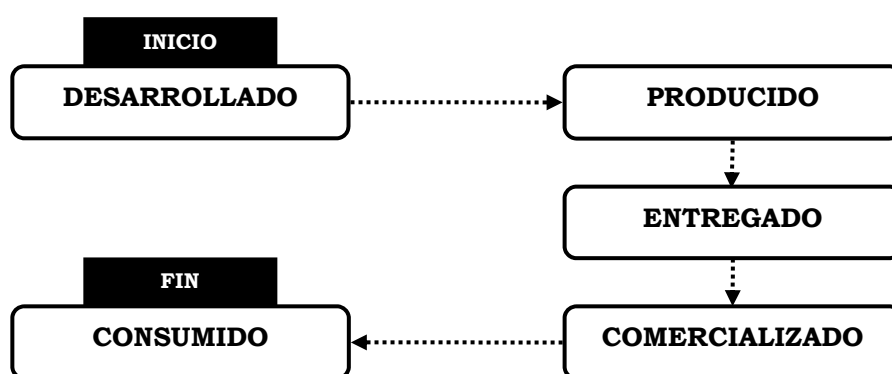 INICIO
DESARROLLADO
PRODUCIDO
ENTREGADO
FIN
CONSUMIDO
COMERCIALIZADO